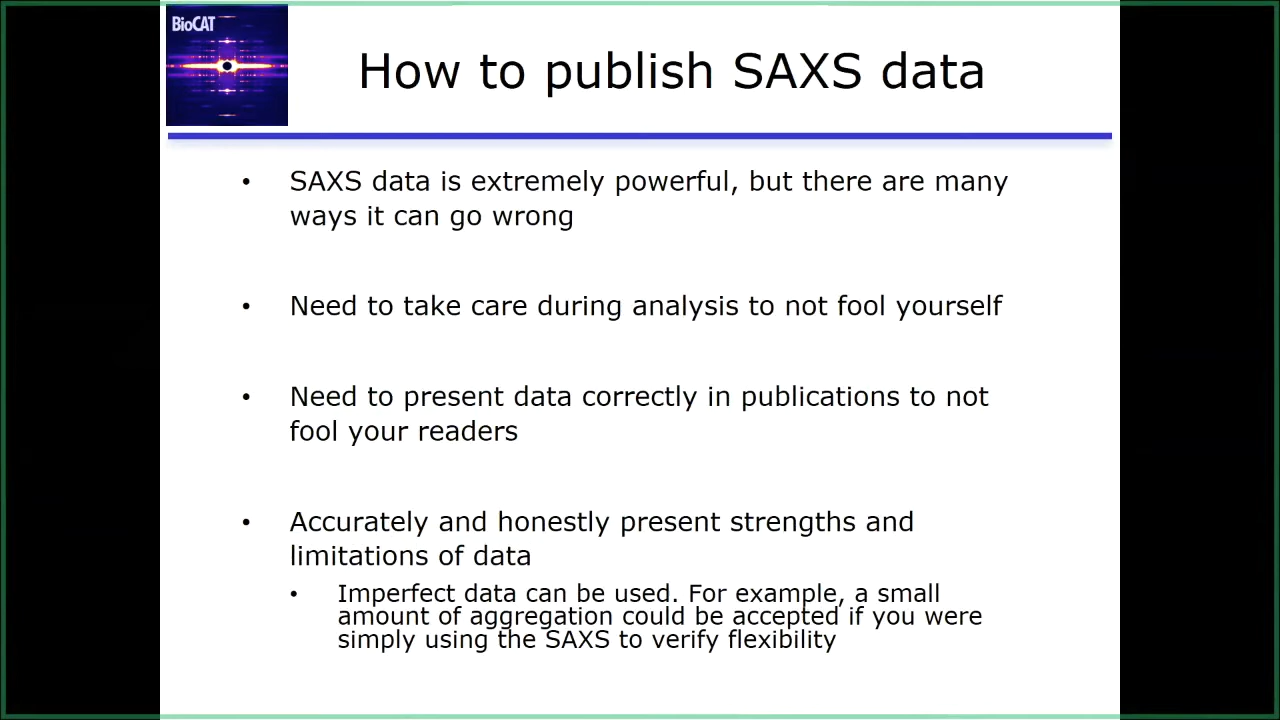 BioCAT
How to publish SAXS data
• SAXS data is extremely powerful, but there are many
ways it can go wrong
• Need to take care during analysis to not fool yourself
• Need to present data correctly in publications to not
fool your readers
• Accurately and honestly present strengths and
limitations of data
• Imperfect data can be used. For example, a small
amount of aggregation could be accepted if you were
simply using the SAXS to verify flexibility